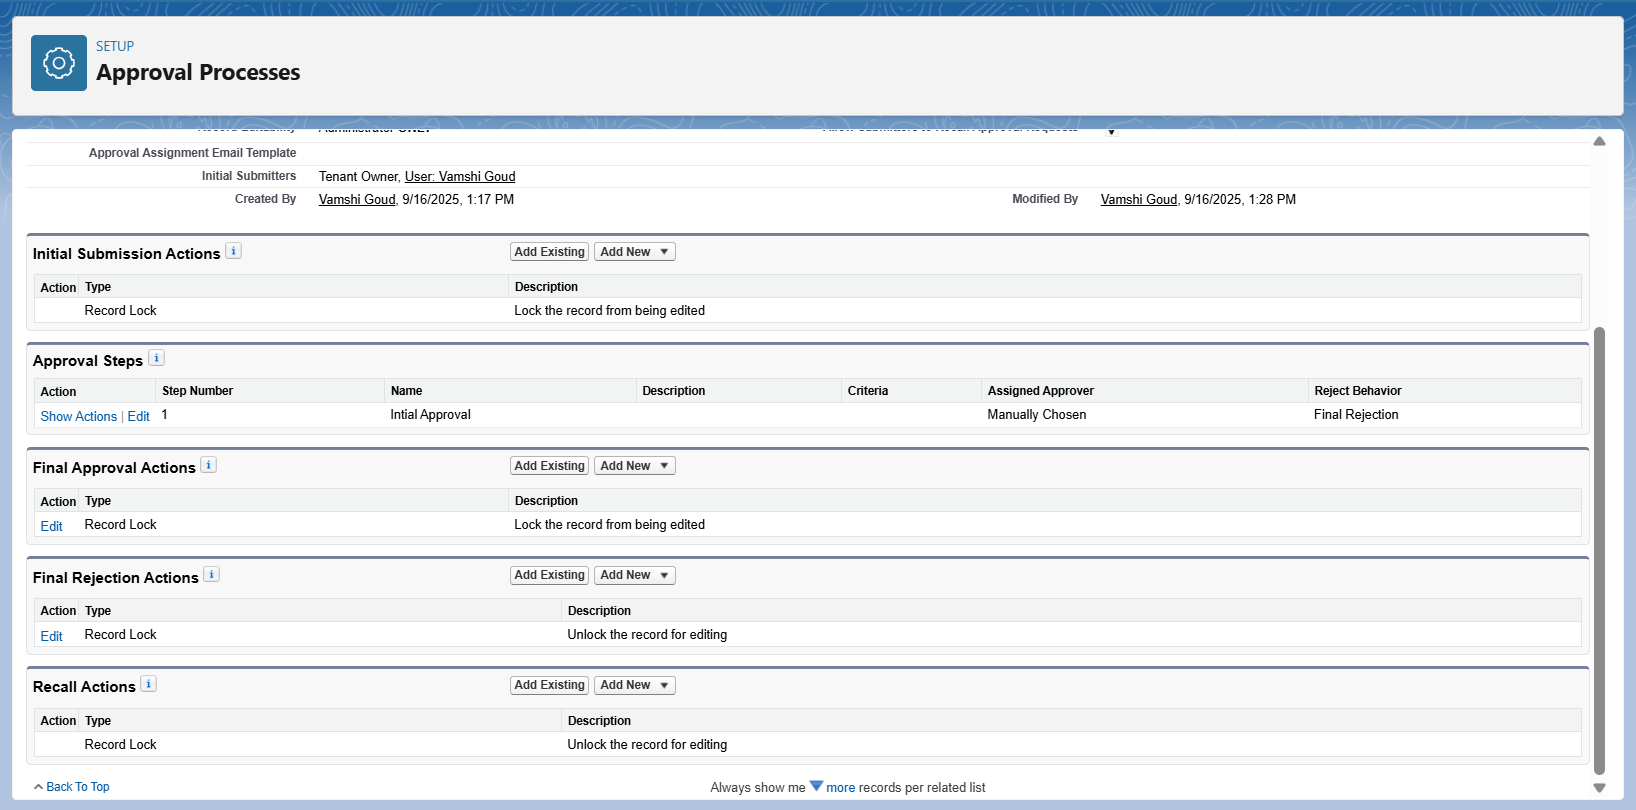 SETUP
Approval Processes
Approval Assignment Email Template
Initial Submitters Tenant Owner, User: Vamshi Goud
Created By Vamshi Goud, 9/16/2025, 1:17 PM Modified By Vamshi Goud, 9/16/2025, 1:28 PM
Initial Submission Actions i Add Existing Add New
Action Type Description
Record Lock Lock the record from being edited
Approval Steps i
Action Step Number Name Description Criteria Assigned Approver Reject Behavior
Show Actions | Edit 1 Intial Approval Manually Chosen Final Rejection
Final Approval Actions i Add Existing Add New
Action Type Description
Edit Record Lock Lock the record from being edited
Final Rejection Actions i Add Existing Add New
Action Type Description
Edit Record Lock Unlock the record for editing
Recall Actions i Add Existing Add New
Action Type Description
Record Lock Unlock the record for editing
Back To Top Always show me more records per related list